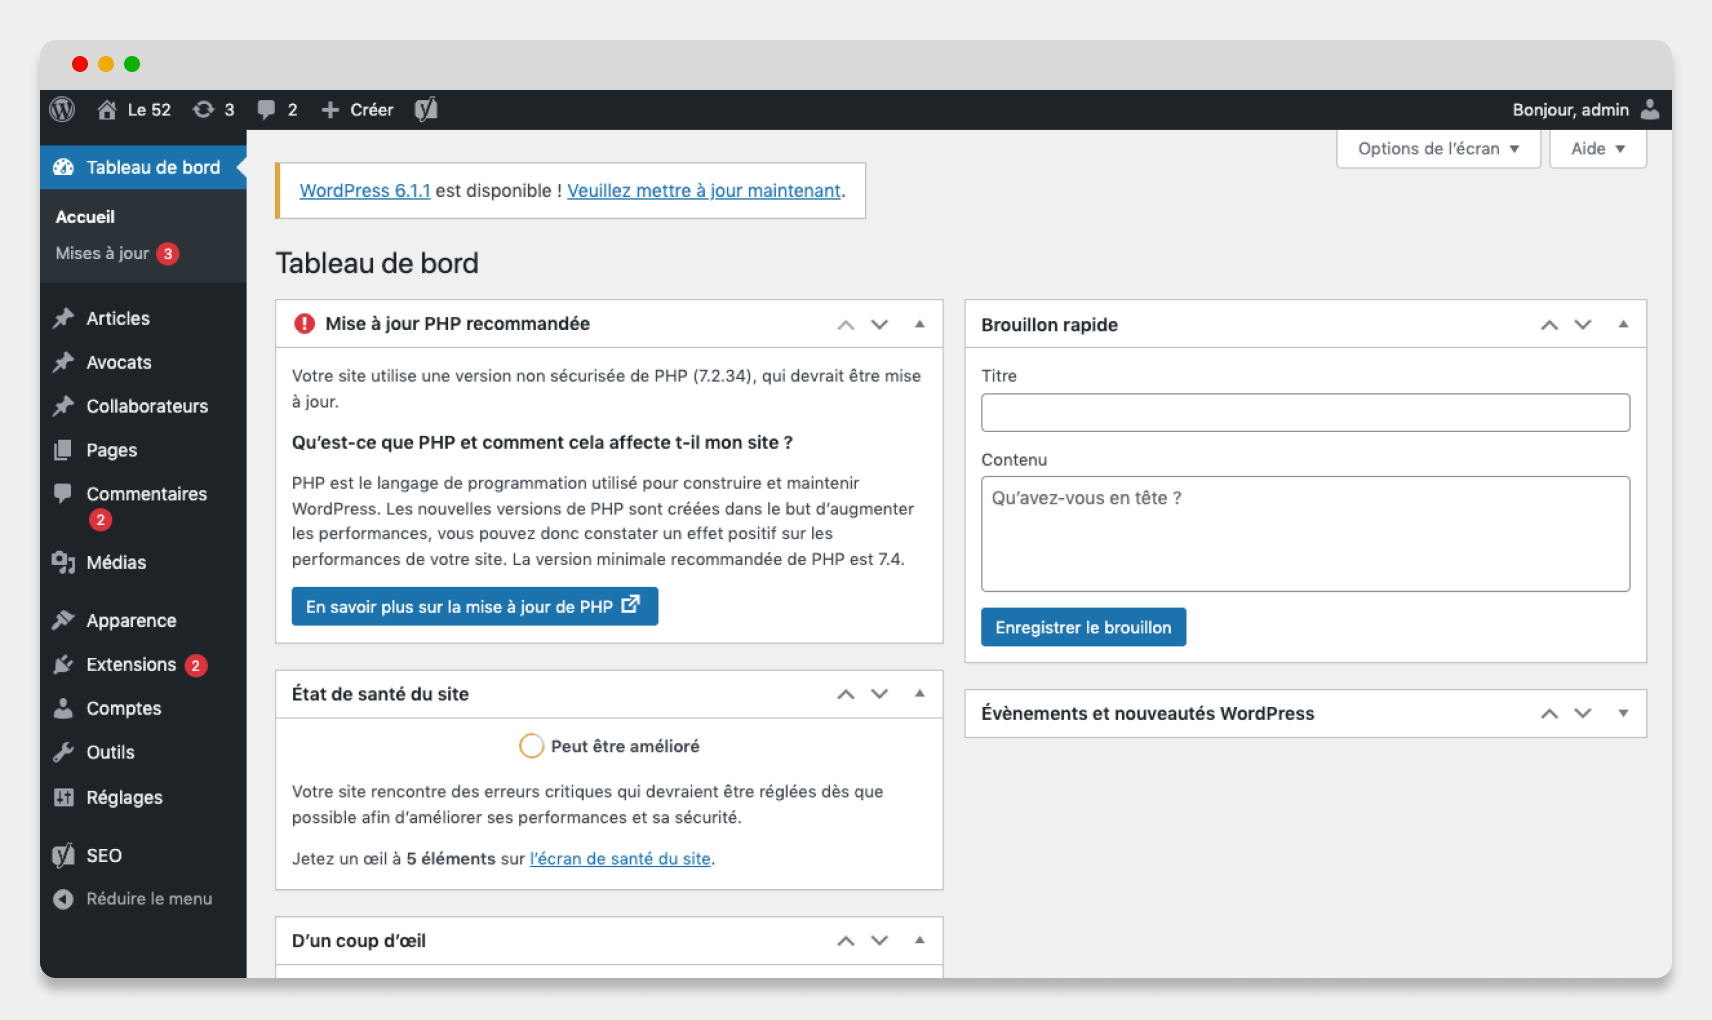 Le 52 3 2 Créer Bonjour, admin
Options de l'écran ▼ Aide ▼
Tableau de bord
Accueil
Mises à jour 3
Articles
Avocats
Collaborateurs
Pages
Commentaires
2
Médias
Apparence
Extensions 2
Comptes
Outils
Réglages
SEO
Réduire le menu
WordPress 6.1.1 est disponible ! Veuillez mettre à jour maintenant.
Tableau de bord
Mise à jour PHP recommandée
Votre site utilise une version non sécurisée de PHP (7.2.34), qui devrait être mise
à jour.
Qu’est-ce que PHP et comment cela affecte t-il mon site ?
PHP est le langage de programmation utilisé pour construire et maintenir
WordPress. Les nouvelles versions de PHP sont créées dans le but d’augmenter
les performances, vous pouvez donc constater un effet positif sur les
performances de votre site. La version minimale recommandée de PHP est 7.4.
En savoir plus sur la mise à jour de PHP
État de santé du site
Peut être amélioré
Votre site rencontre des erreurs critiques qui devraient être réglées dès que
possible afin d’améliorer ses performances et sa sécurité.
Jetez un œil à 5 éléments sur l’écran de santé du site.
D’un coup d’œil
Brouillon rapide
Titre
Contenu
Qu’avez-vous en tête ?
Enregistrer le brouillon
Évènements et nouveautés WordPress